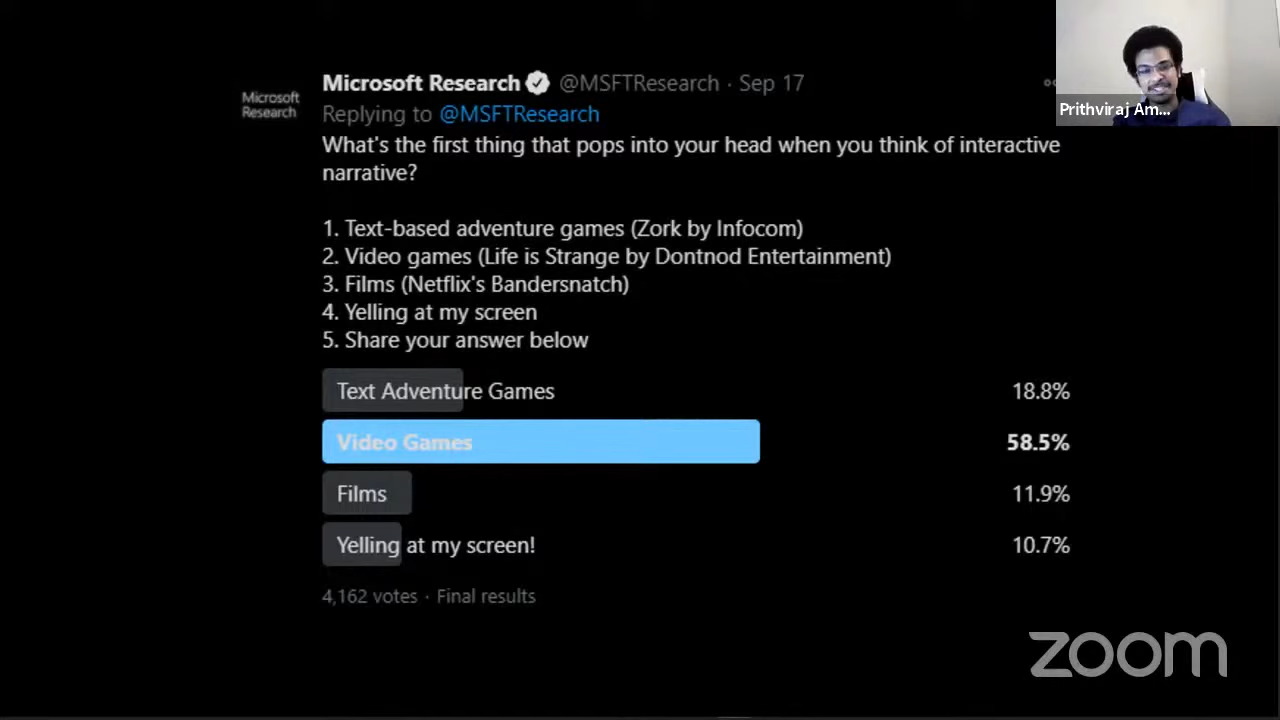 Microsoft Research @MSFTResearch · Sep 17
Microsoft
Research
Replying to @MSFTResearch
Prithviraj Am...
What's the first thing that pops into your head when you think of interactive
narrative?
1. Text-based adventure games (Zork by Infocom)
2. Video games (Life is Strange by Dontnod Entertainment)
3. Films (Netflix's Bandersnatch)
4. Yelling at my screen
5. Share your answer below
Text Adventure Games 18.8%
Video Games 58.5%
Films 11.9%
Yelling at my screen! 10.7%
4,162 votes · Final results
zoom